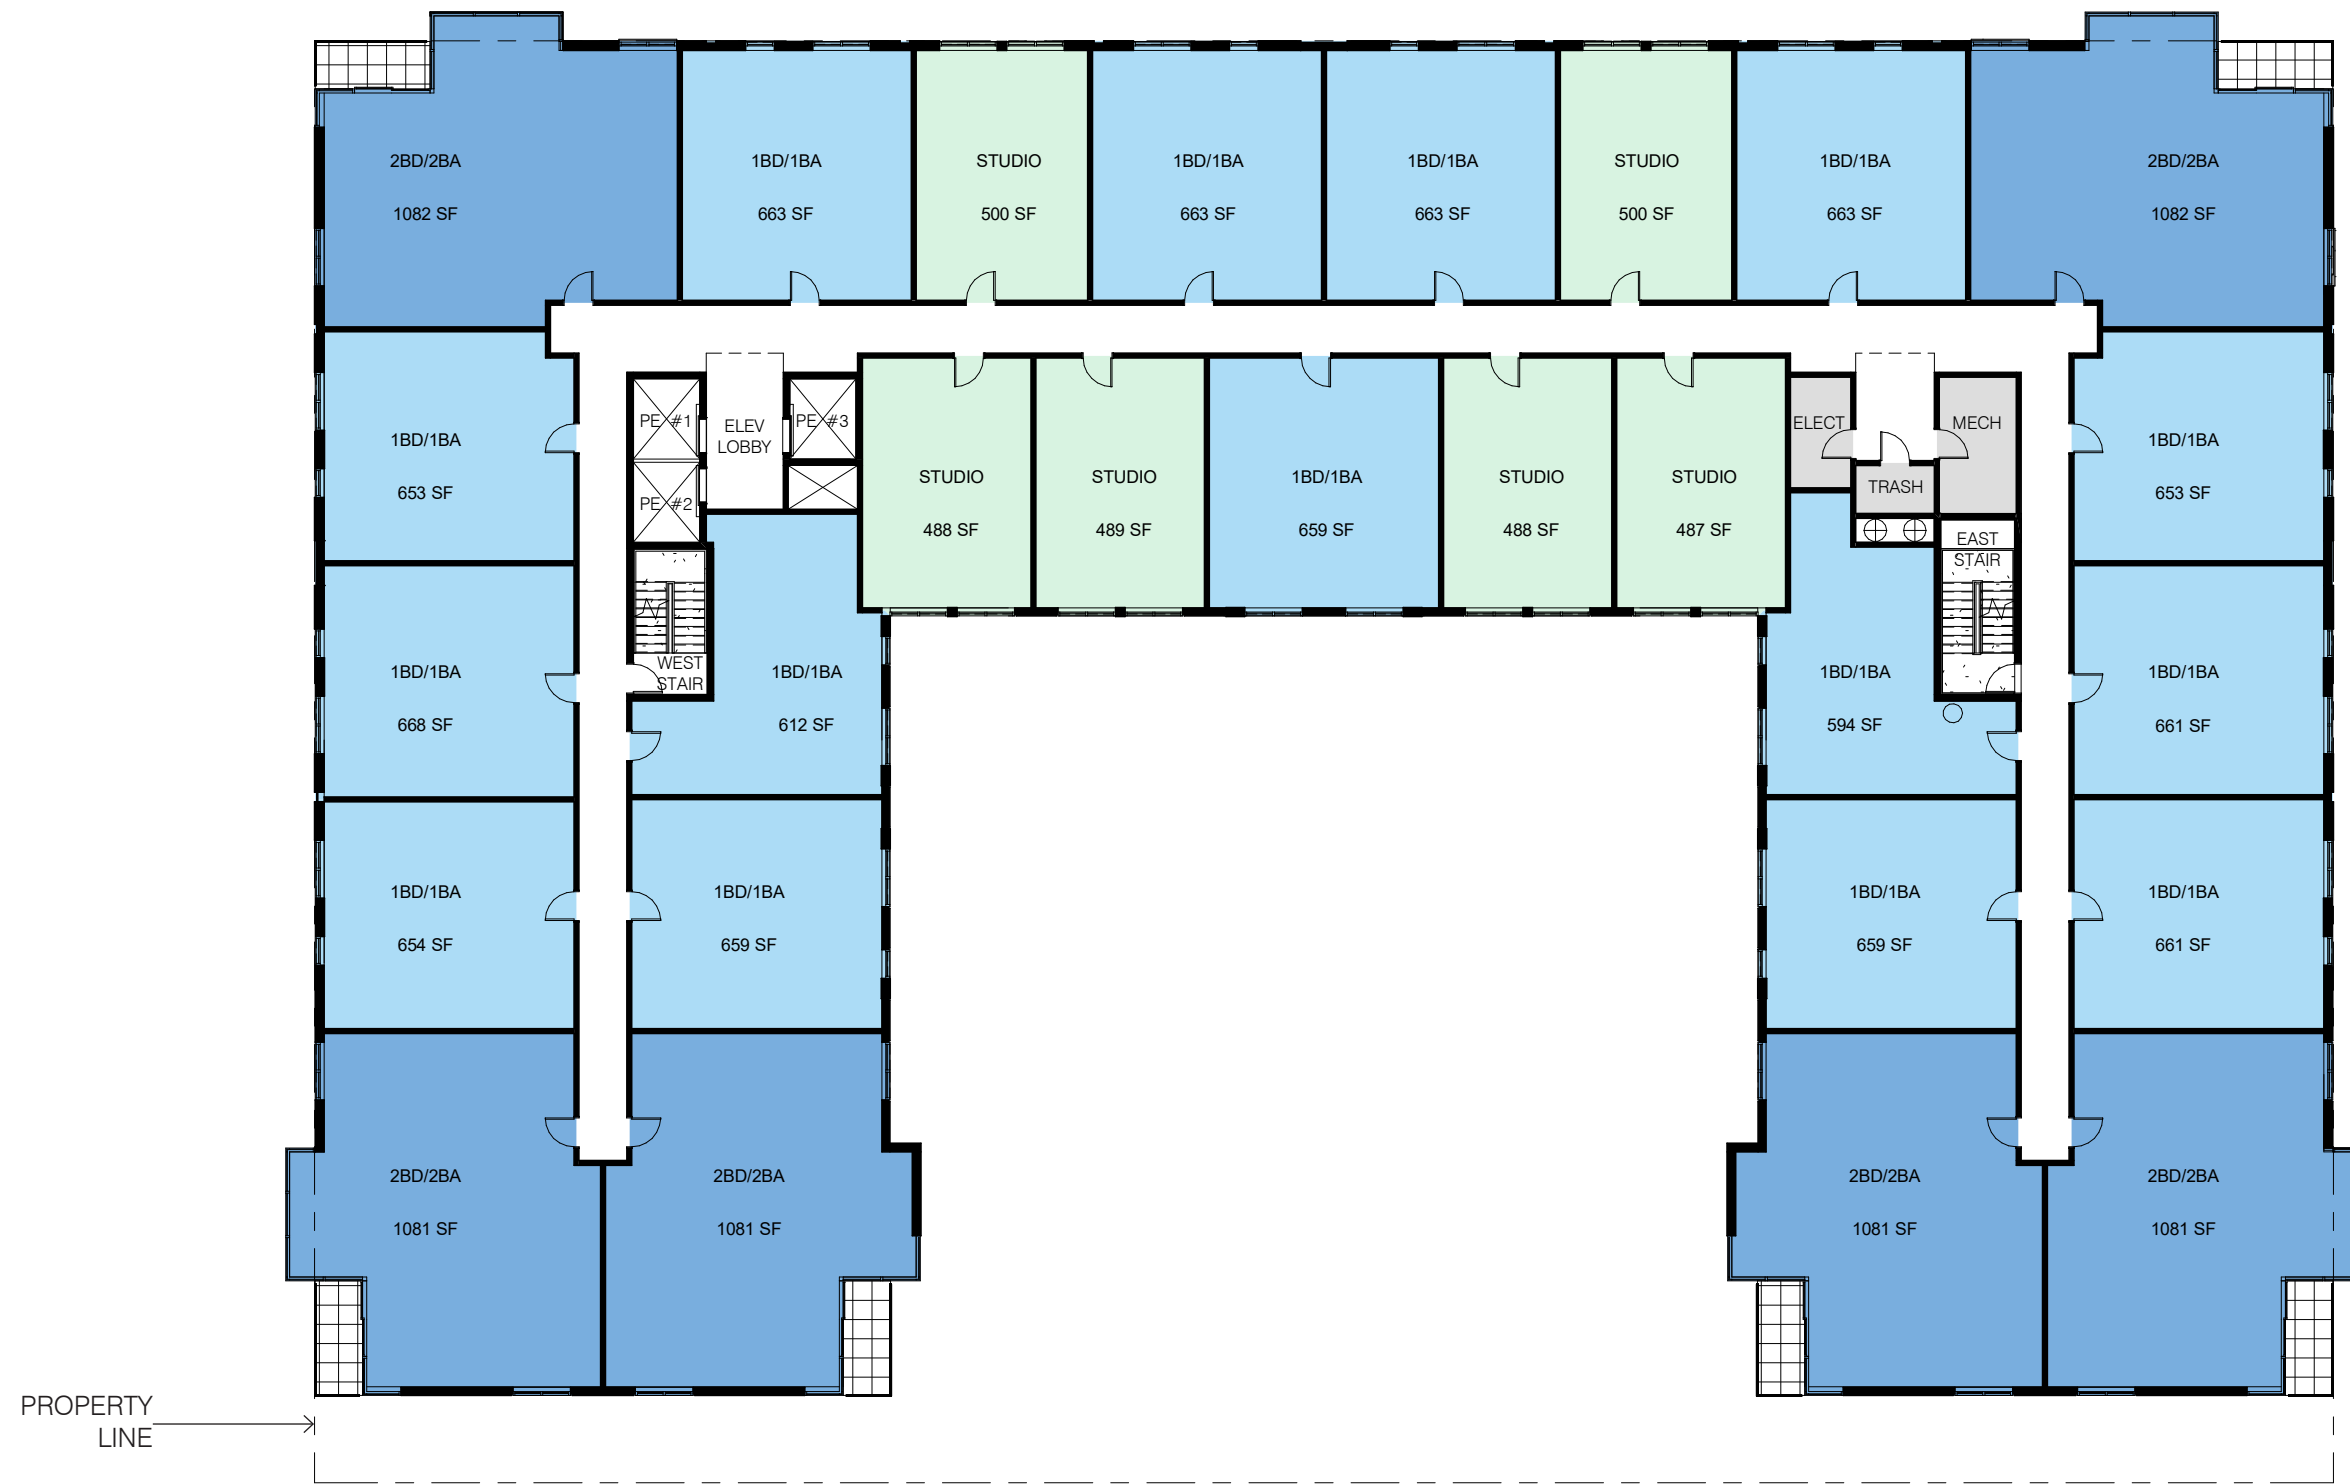 2BD/2BA
1082 SF
1BD/1BA
663 SF
STUDIO
500 SF
1BD/1BA
663 SF
1BD/1BA
663 SF
STUDIO
500 SF
1BD/1BA
663 SF
2BD/2BA
1082 SF
1BD/1BA
653 SF
PE #1
PE #2
ELEV
LOBBY
PE #3
STUDIO
488 SF
STUDIO
489 SF
1BD/1BA
659 SF
STUDIO
488 SF
STUDIO
487 SF
ELECT
TRASH
MECH
EAST
STAIR
1BD/1BA
653 SF
1BD/1BA
668 SF
WEST
STAIR
1BD/1BA
612 SF
1BD/1BA
594 SF
1BD/1BA
661 SF
1BD/1BA
654 SF
1BD/1BA
659 SF
1BD/1BA
659 SF
1BD/1BA
661 SF
2BD/2BA
1081 SF
2BD/2BA
1081 SF
2BD/2BA
1081 SF
2BD/2BA
1081 SF
PROPERTY
LINE